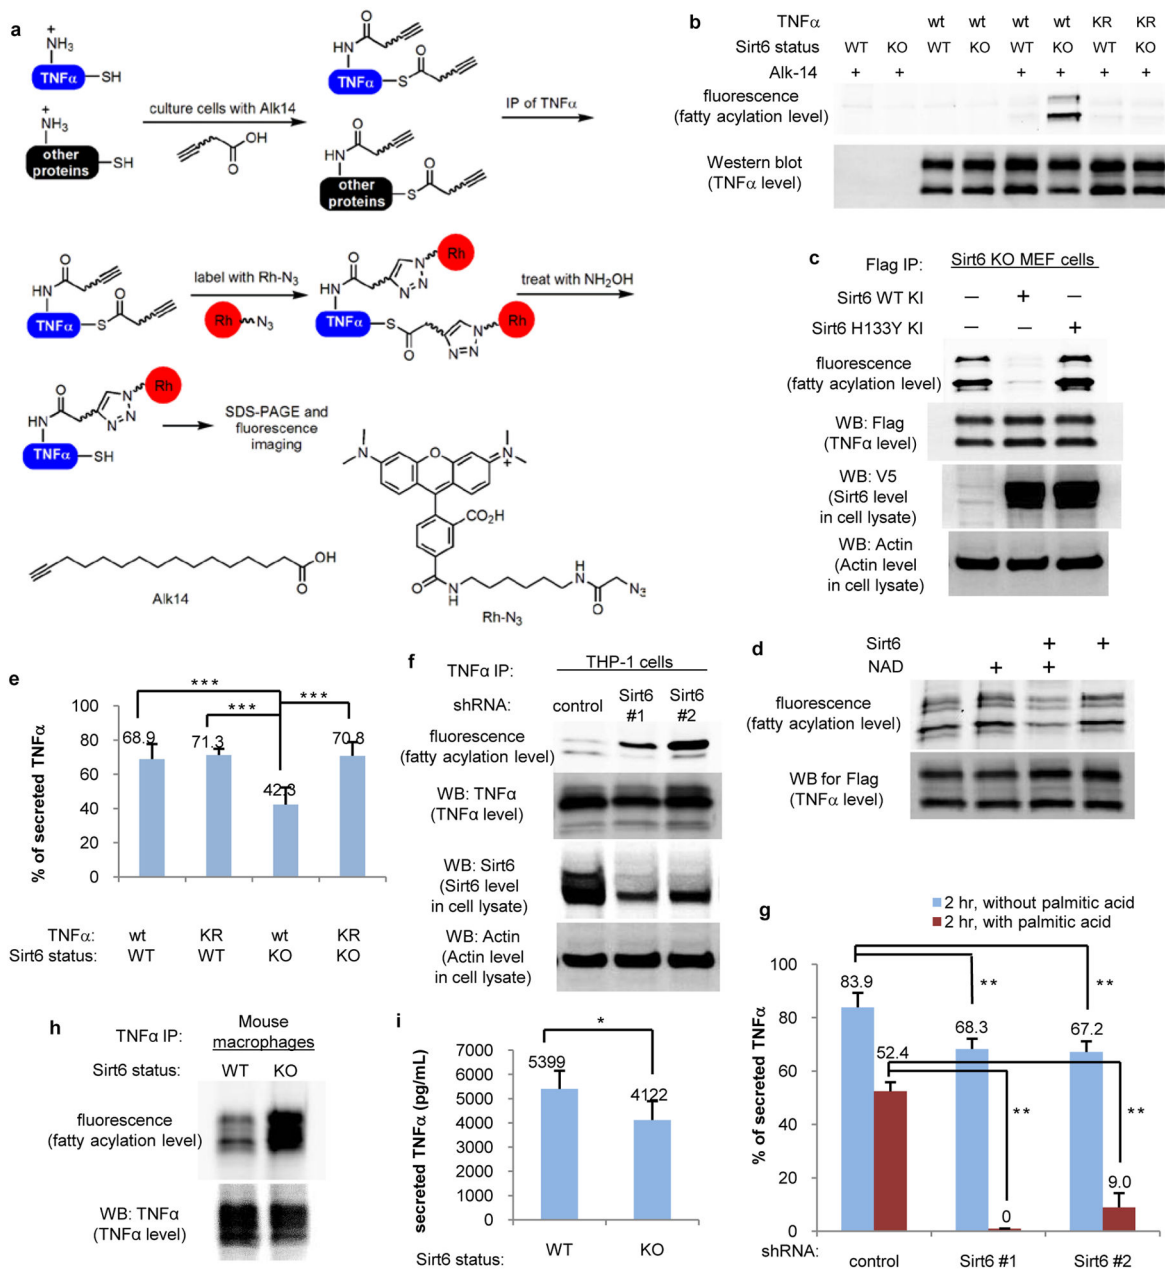 a
+
NH3
TNFα
SH
+
NH3
other
proteins
SH
culture cells with Alk14
OH
O
O
HN
O
TNFα
S
O
HN
O
other
proteins
S
IP of TNFα
O
HN
O
TNFα
S
label with Rh-N3
Rh
N3
O
HN
N
N
N
Rh
TNFα
S
O
N
N
N
Rh
treat with NH2OH
O
HN
N
N
N
Rh
TNFα
SH
SDS-PAGE and
fluorescence
imaging
OH
O
Alk14
N
O
N
+
CO2H
O
N
H
H
N
O
N3
Rh-N3
b
TNFα wt wt wt wt KR KR
Sirt6 status WT KO WT KO WT KO WT KO
Alk-14 + + + + + +
fluorescence
(fatty acylation level)
Western blot
(TNFα level)
c
Flag IP: Sirt6 KO MEF cells
Sirt6 WT KI — + —
Sirt6 H133Y KI — — +
fluorescence
(fatty acylation level)
WB: Flag
(TNFα level)
WB: V5
(Sirt6 level
in cell lysate)
WB: Actin
(Actin level
in cell lysate)
d
Sirt6 + +
NAD + +
fluorescence
(fatty acylation level)
WB for Flag
(TNFα level)
e
% of secreted TNFα
100
80
60
40
20
0
68.9
71.3
42.3
70.8
***
***
***
TNFα: wt KR wt KR
Sirt6 status: WT WT KO KO
f
TNFα IP: THP-1 cells
shRNA: control Sirt6 #1 Sirt6 #2
fluorescence
(fatty acylation level)
WB: TNFα
(TNFα level)
WB: Sirt6
(Sirt6 level
in cell lysate)
WB: Actin
(Actin level
in cell lysate)
g
2 hr, without palmitic acid
2 hr, with palmitic acid
% of secreted TNFα
100
80
60
40
20
0
83.9
52.4
68.3
0
67.2
9.0
**
**
**
**
shRNA: control Sirt6 #1 Sirt6 #2
h
TNFα IP: Mouse
macrophages
Sirt6 status: WT KO
fluorescence
(fatty acylation level)
WB: TNFα
(TNFα level)
i
secreted TNFα (pg/mL)
7000
6000
5000
4000
3000
2000
1000
0
5399
4122
*
Sirt6 status: WT KO